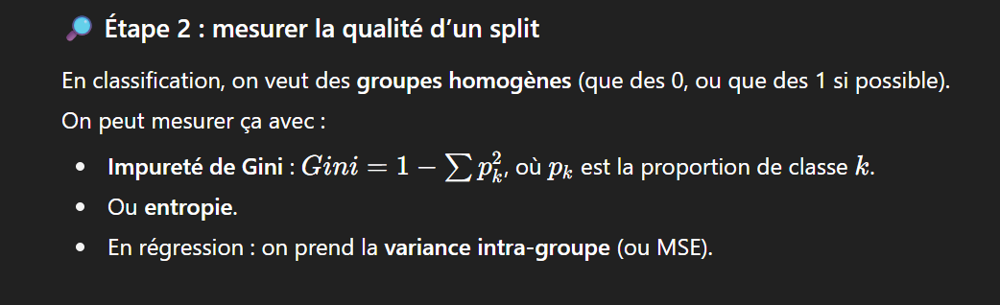 🔎 Étape 2 : mesurer la qualité d’un split
En classification, on veut des groupes homogènes (que des 0, ou que des 1 si possible).
On peut mesurer ça avec :
• Impureté de Gini : Gini = 1 − ∑ p_k^2, où p_k est la proportion de classe k.
• Ou entropie.
• En régression : on prend la variance intra-groupe (ou MSE).